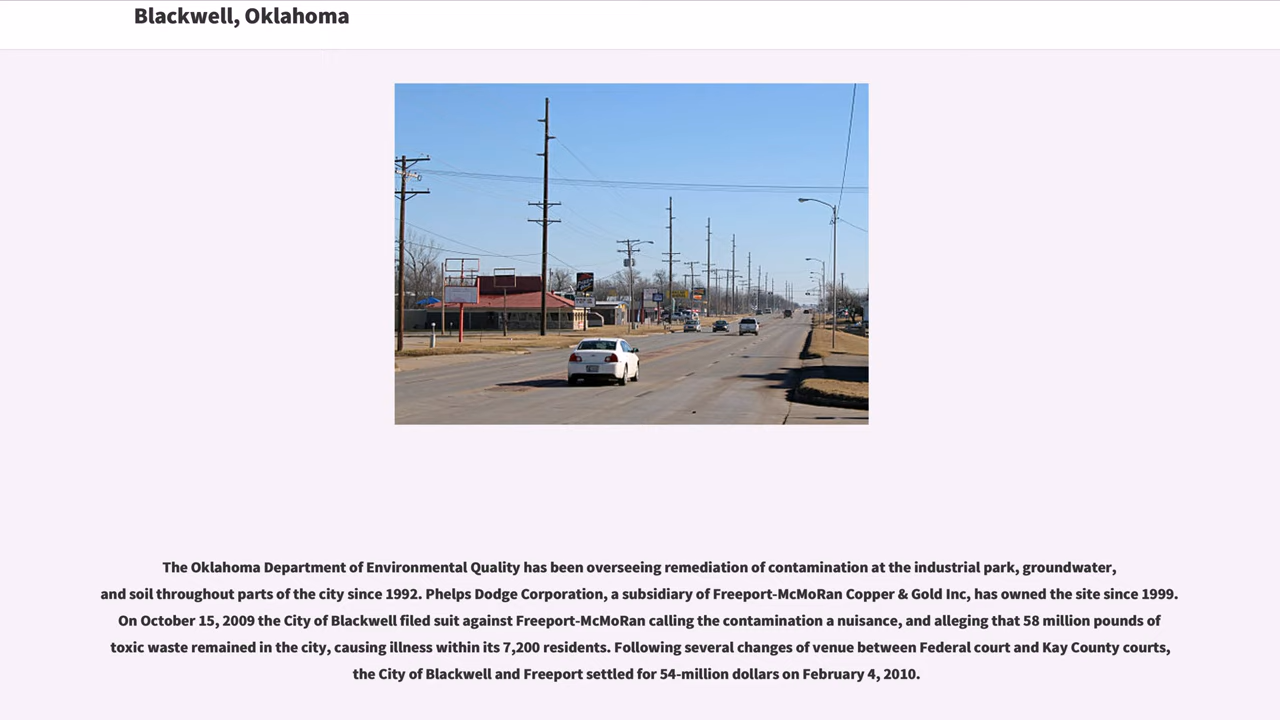 Blackwell, Oklahoma
The Oklahoma Department of Environmental Quality has been overseeing remediation of contamination at the industrial park, groundwater,
and soil throughout parts of the city since 1992. Phelps Dodge Corporation, a subsidiary of Freeport-McMoRan Copper & Gold Inc, has owned the site since 1999.
On October 15, 2009 the City of Blackwell filed suit against Freeport-McMoRan calling the contamination a nuisance, and alleging that 58 million pounds of
toxic waste remained in the city, causing illness within its 7,200 residents. Following several changes of venue between Federal court and Kay County courts,
the City of Blackwell and Freeport settled for 54-million dollars on February 4, 2010.